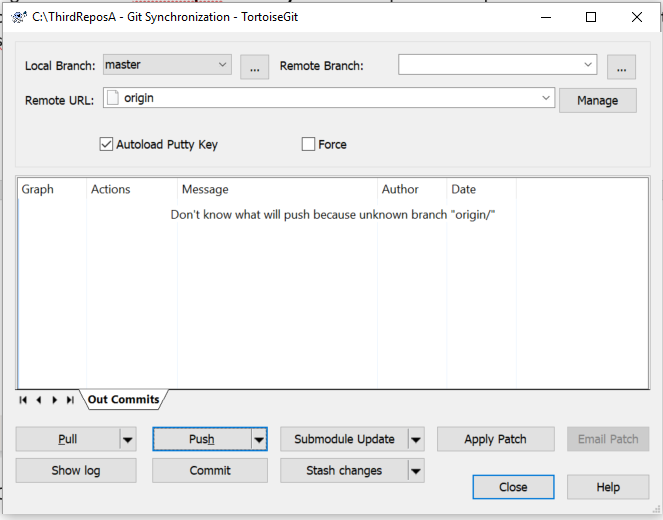 C:\ThirdReposA - Git Synchronization - TortoiseGit
Local Branch: master ... Remote Branch: ...
Remote URL: origin Manage
Autoload Putty Key Force
Graph Actions Message Author Date
Don't know what will push because unknown branch "origin/"
Out Commits
Pull Push Submodule Update Apply Patch Email Patch
Show log Commit Stash changes
Close Help